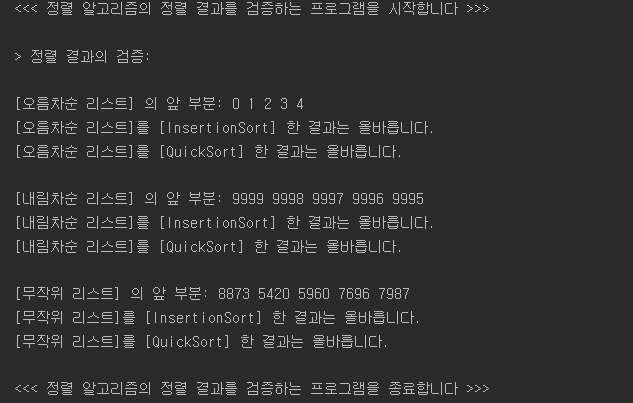 <<< 정렬 알고리즘의 정렬 결과를 검증하는 프로그램을 시작합니다 >>>
> 정렬 결과의 검증:
[오름차순 리스트] 의 앞 부분: 0 1 2 3 4
[오름차순 리스트]를 [InsertionSort] 한 결과는 올바릅니다.
[오름차순 리스트]를 [QuickSort] 한 결과는 올바릅니다.
[내림차순 리스트] 의 앞 부분: 9999 9998 9997 9996 9995
[내림차순 리스트]를 [InsertionSort] 한 결과는 올바릅니다.
[내림차순 리스트]를 [QuickSort] 한 결과는 올바릅니다.
[무작위 리스트] 의 앞 부분: 8873 5420 5960 7696 7987
[무작위 리스트]를 [InsertionSort] 한 결과는 올바릅니다.
[무작위 리스트]를 [QuickSort] 한 결과는 올바릅니다.
<<< 정렬 알고리즘의 정렬 결과를 검증하는 프로그램을 종료합니다 >>>